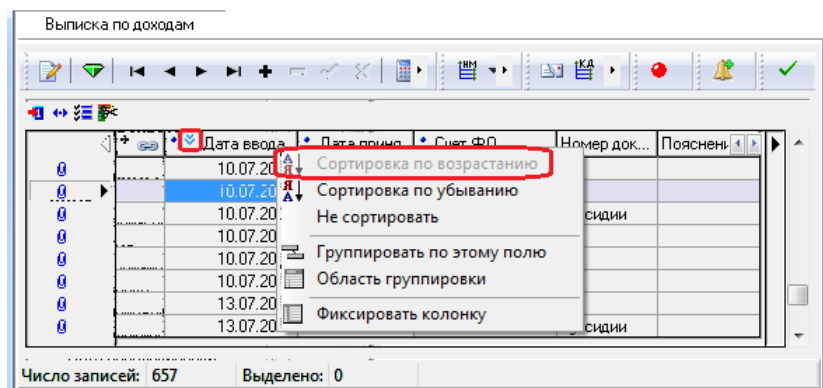 Выписка по доходам
НМ
КД
Дата ввода Дата приня Счет ФО Номер док... Пояснени
10.07.20
10.07.20
10.07.20 сидии
10.07.20
10.07.20
10.07.20
13.07.20
13.07.20 сидии
Сортировка по возрастанию
Сортировка по убыванию
Не сортировать
Группировать по этому полю
Область группировки
Фиксировать колонку
Число записей: 657 Выделено: 0